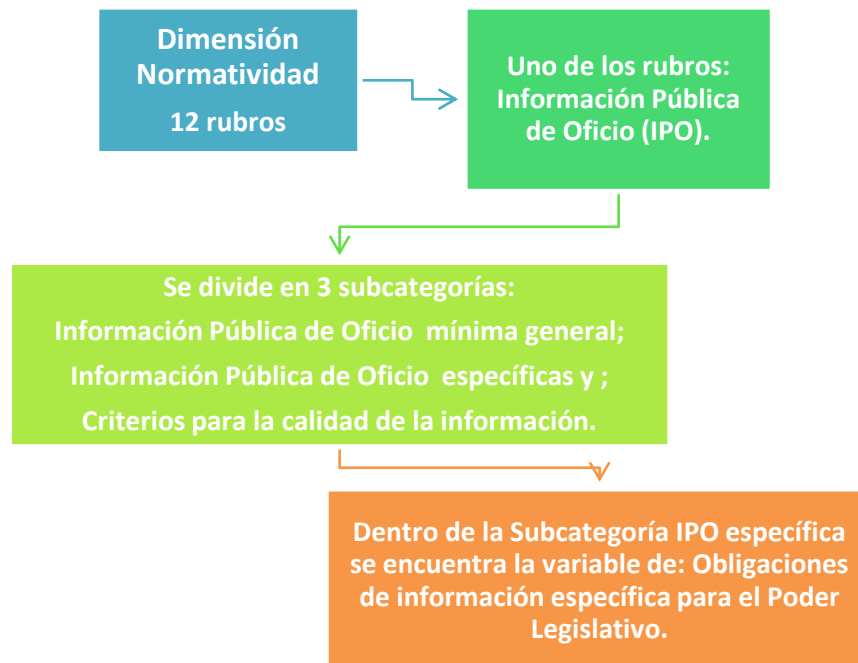 Dimensión
Normatividad
12 rubros
Uno de los rubros:
Información Pública
de Oficio (IPO).
Se divide en 3 subcategorías:
Información Pública de Oficio mínima general;
Información Pública de Oficio específicas y ;
Criterios para la calidad de la información.
Dentro de la Subcategoría IPO específica
se encuentra la variable de: Obligaciones
de información específica para el Poder
Legislativo.